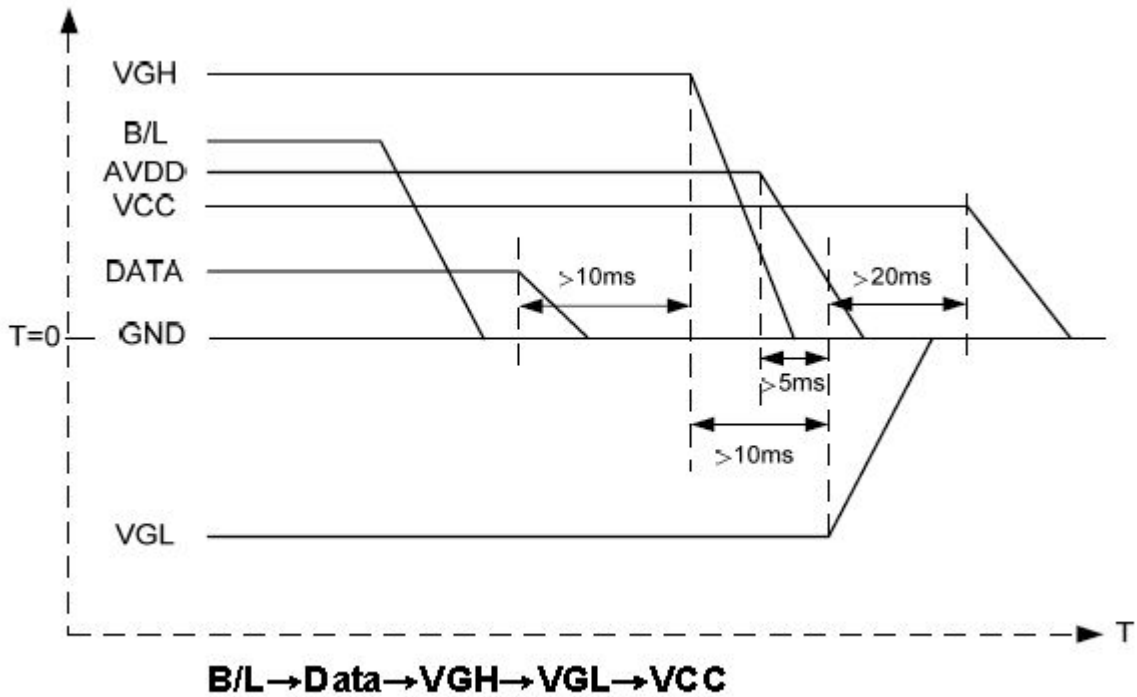 VGH
B/L
AVDD
VCC
DATA
>10ms
>20ms
T=0
GND
>5ms
>10ms
VGL
T
B/L→Data→VGH→VGL→VCC